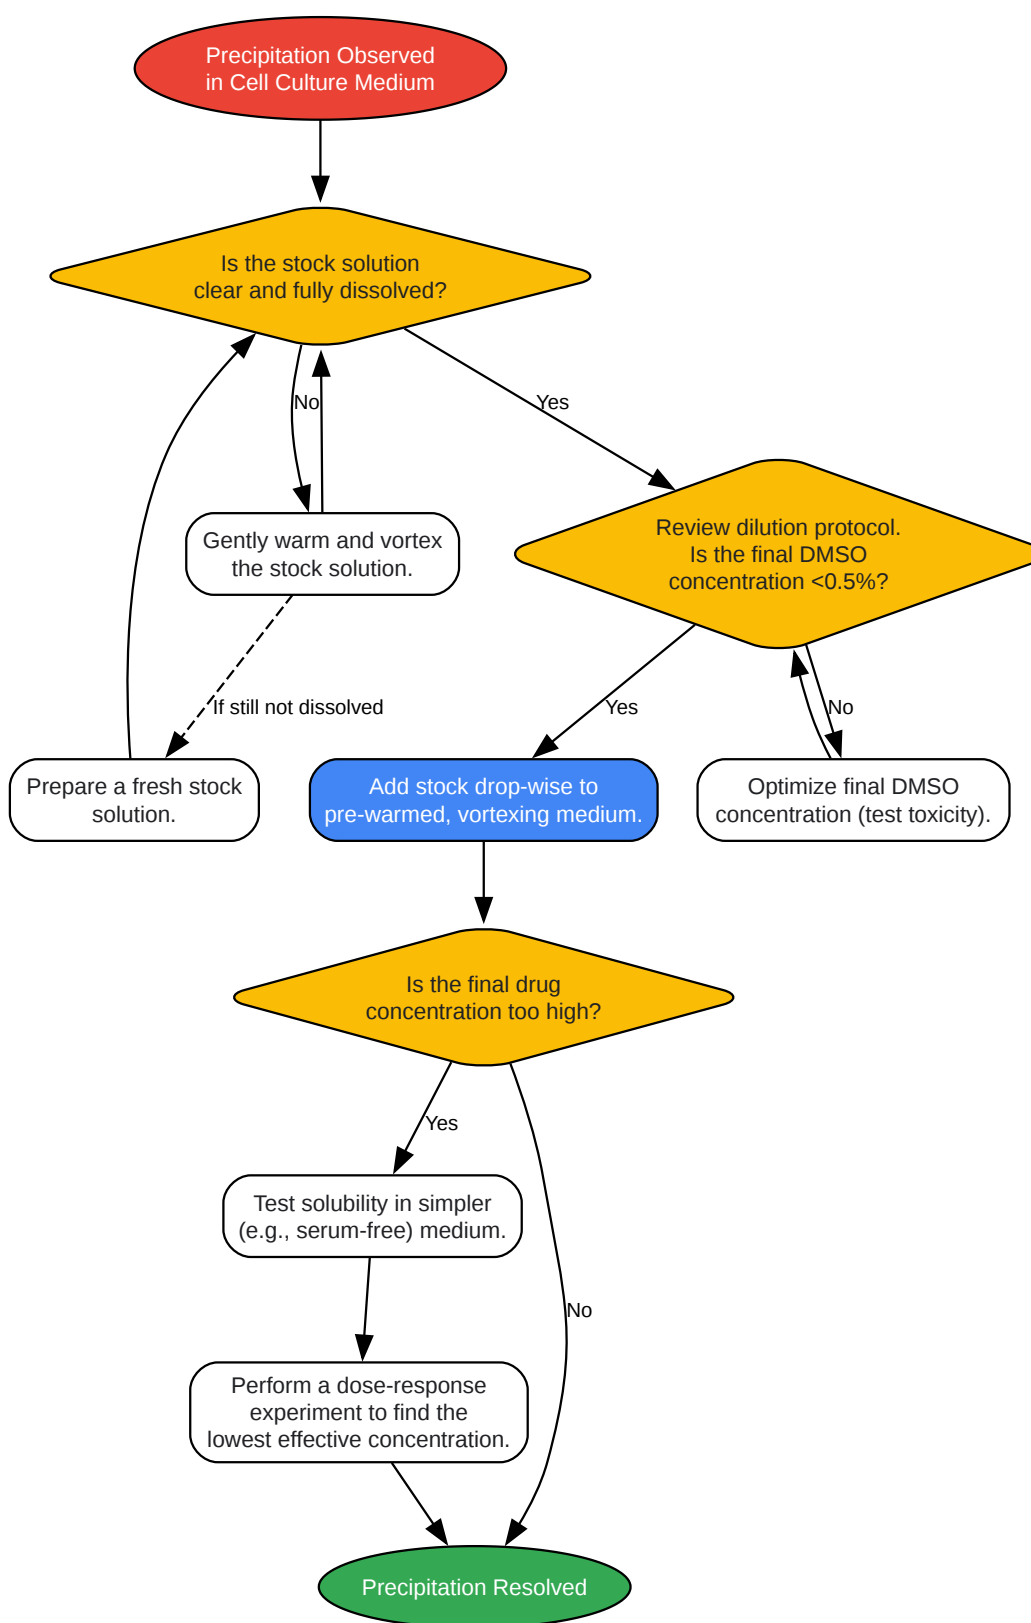 Precipitation Observed
in Cell Culture Medium
Is the stock solution
clear and fully dissolved?
No
Yes
Gently warm and vortex
the stock solution.
Review dilution protocol.
Is the final DMSO
concentration <0.5%?
If still not dissolved
Yes
No
Prepare a fresh stock
solution.
Add stock drop-wise to
pre-warmed, vortexing medium.
Optimize final DMSO
concentration (test toxicity).
Is the final drug
concentration too high?
Yes
Test solubility in simpler
(e.g., serum-free) medium.
No
Perform a dose-response
experiment to find the
lowest effective concentration.
Precipitation Resolved